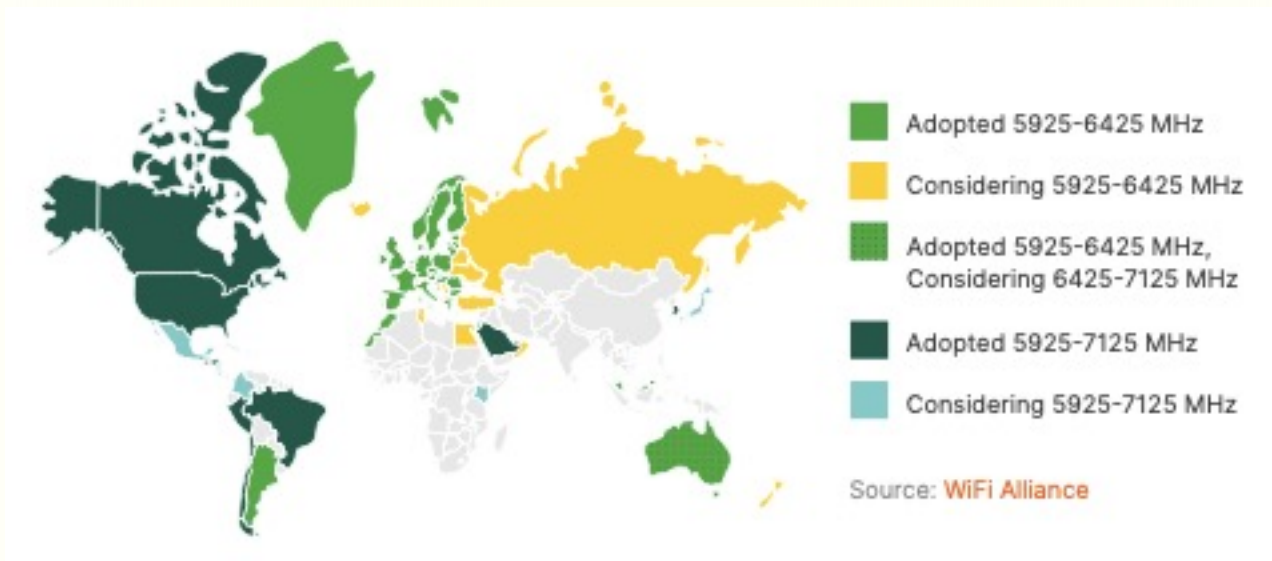 Adopted 5925-6425 MHz
Considering 5925-6425 MHz
Adopted 5925-6425 MHz,
Considering 6425-7125 MHz
Adopted 5925-7125 MHz
Considering 5925-7125 MHz
Source: WiFi Alliance